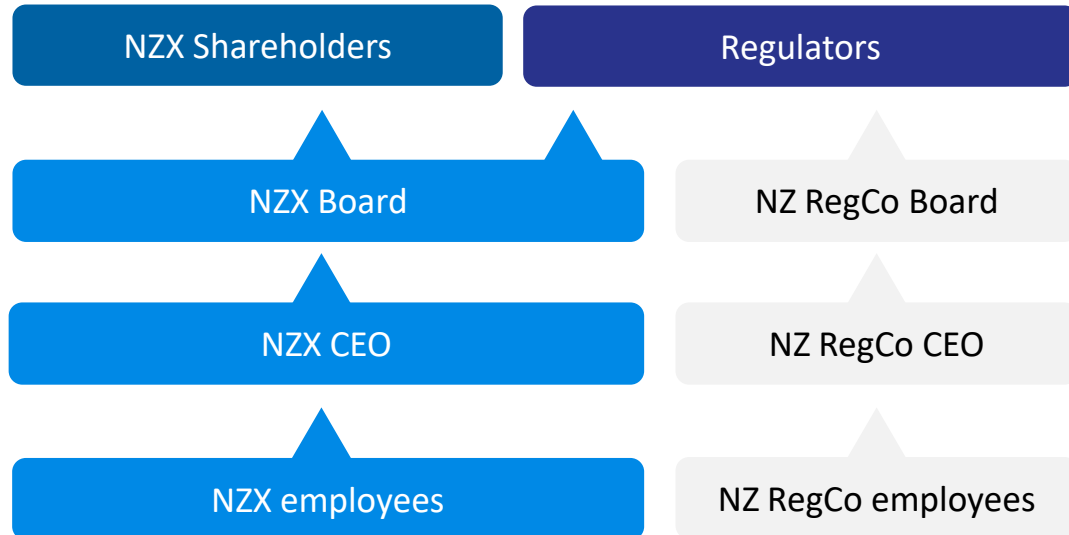 NZX Shareholders
Regulators
NZX Board
NZ RegCo Board
NZX CEO
NZ RegCo CEO
NZX employees
NZ RegCo employees